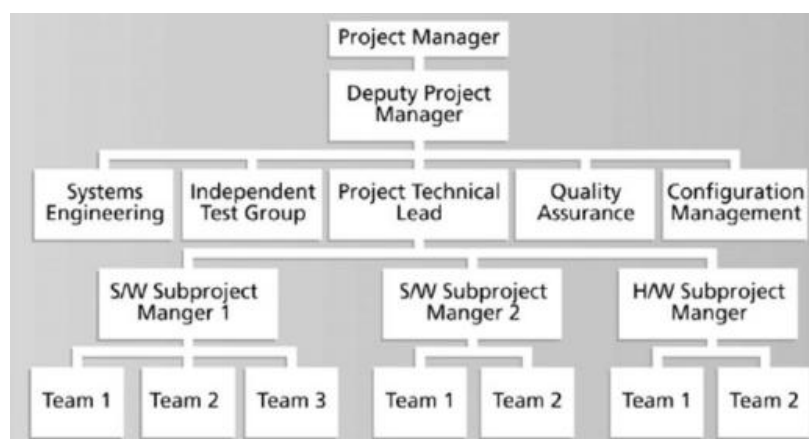 Project Manager
Deputy Project
Manager
Systems
Engineering
Independent
Test Group
Project Technical
Lead
Quality
Assurance
Configuration
Management
S/W Subproject
Manger 1
S/W Subproject
Manger 2
H/W Subproject
Manger
Team 1
Team 2
Team 3
Team 1
Team 2
Team 1
Team 2